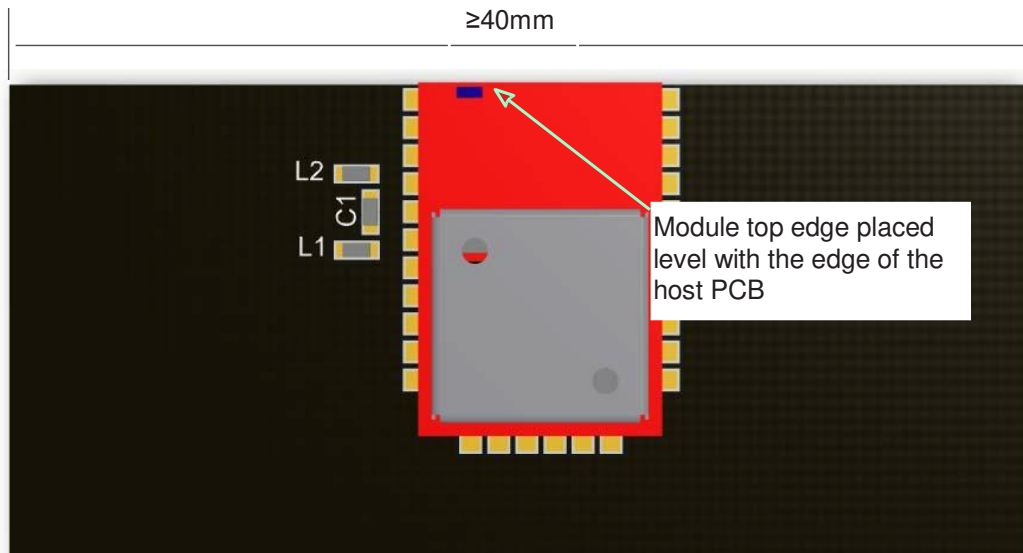 ≥40mm
L2
C1
L1
Module top edge placed
level with the edge of the
host PCB